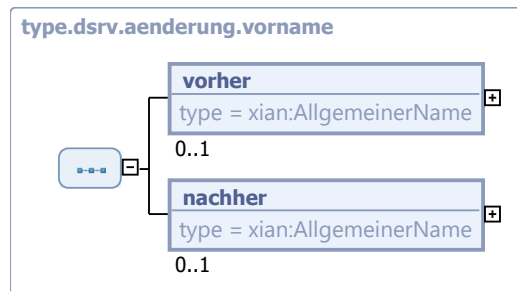 type.dsrv.aenderung.vorname
vorher
type = xian:AllgemeinerName
0..1
nachher
type = xian:AllgemeinerName
0..1